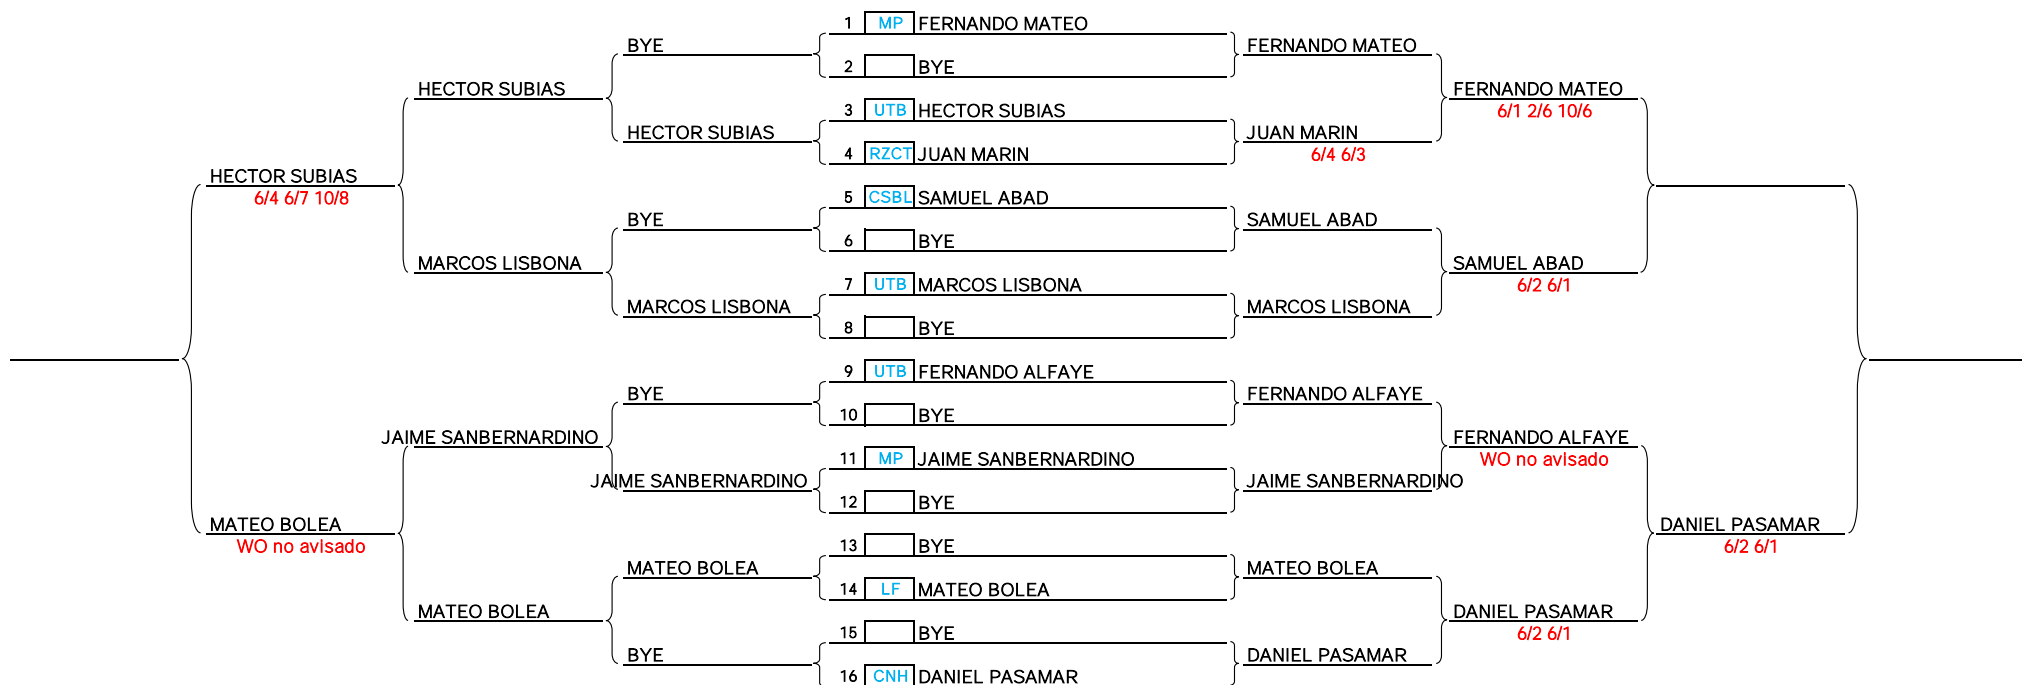 1 MP FERNANDO MATEO
BYE FERNANDO MATEO
2 BYE
HECTOR SUBIAS FERNANDO MATEO
3 UTB HECTOR SUBIAS 6/1 2/6 10/6
HECTOR SUBIAS JUAN MARIN
4 RZCT JUAN MARIN 6/4 6/3
HECTOR SUBIAS
6/4 6/7 10/8 5 CSBL SAMUEL ABAD
BYE SAMUEL ABAD
6 BYE
MARCOS LISBONA SAMUEL ABAD
7 UTB MARCOS LISBONA 6/2 6/1
MARCOS LISBONA MARCOS LISBONA
8 BYE
9 UTB FERNANDO ALFAYE
BYE FERNANDO ALFAYE
10 BYE
JAIME SANBERNARDINO FERNANDO ALFAYE
11 MP JAIME SANBERNARDINO WO no avisado
JAIME SANBERNARDINO JAIME SANBERNARDINO
12 BYE
MATEO BOLEA DANIEL PASAMAR
WO no avisado 13 BYE 6/2 6/1
MATEO BOLEA MATEO BOLEA
14 LF MATEO BOLEA
MATEO BOLEA DANIEL PASAMAR
15 BYE 6/2 6/1
BYE DANIEL PASAMAR
16 CNH DANIEL PASAMAR